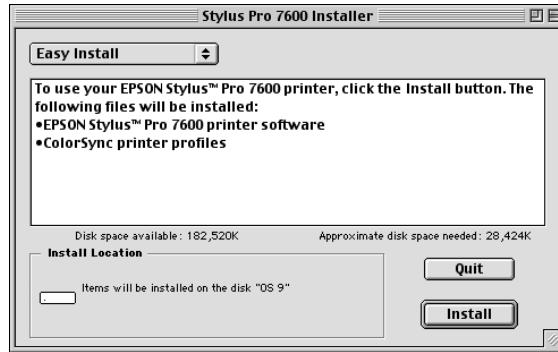 Stylus Pro 7600 Installer
Easy Install
To use your EPSON Stylus™ Pro 7600 printer, click the Install button. The
following files will be installed:
•EPSON Stylus™ Pro 7600 printer software
•ColorSync printer profiles
Disk space available: 182,520K Approximate disk space needed: 28,424K
Install Location
Items will be installed on the disk "OS 9"
Quit
Install